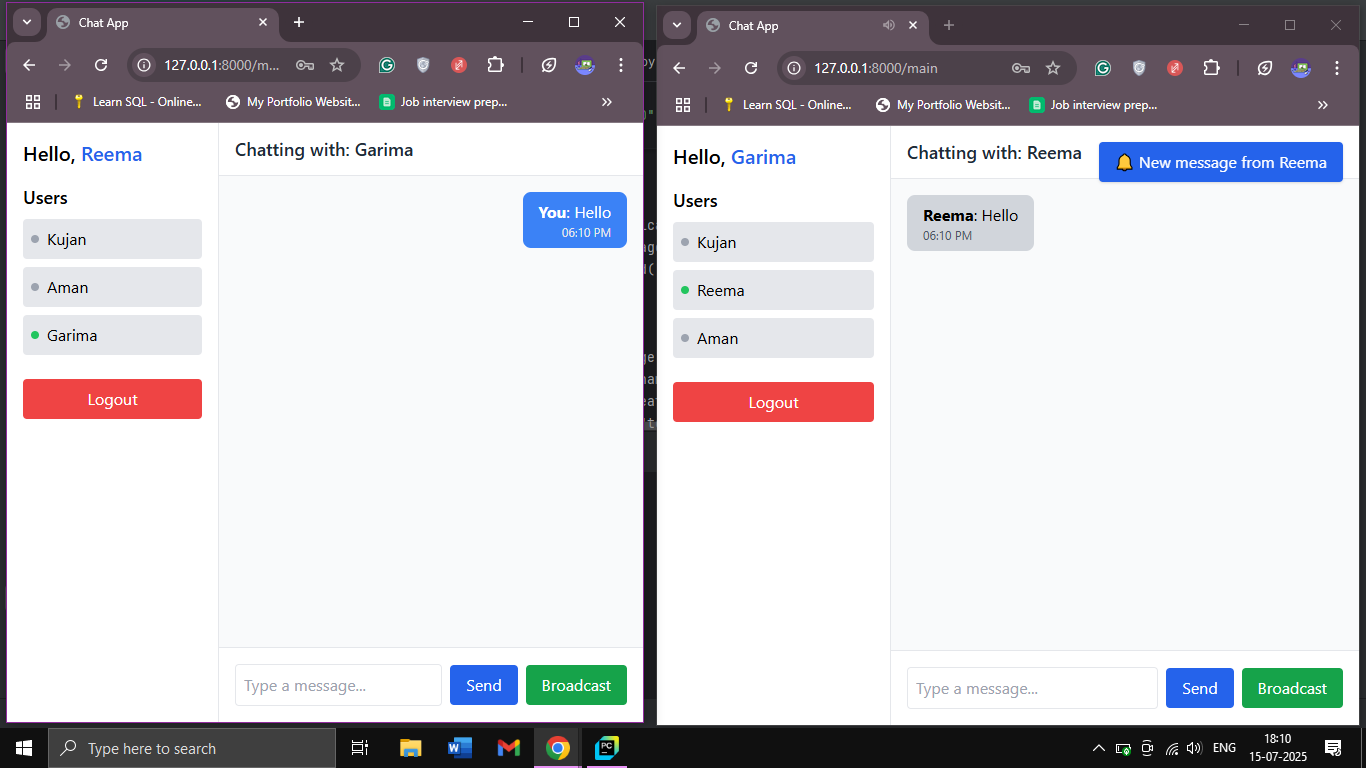 Chat App
127.0.0.1:8000/m...
Learn SQL - Online...
My Portfolio Websit...
Job interview prep...
Hello, Reema
Users
Kujan
Aman
Garima
Logout
Chatting with: Garima
You: Hello
06:10 PM
Type a message...
Send
Broadcast
Chat App
127.0.0.1:8000/main
Learn SQL - Online...
My Portfolio Websit...
Job interview prep...
Hello, Garima
Users
Kujan
Reema
Aman
Logout
Chatting with: Reema
🔔 New message from Reema
Reema: Hello
06:10 PM
Type a message...
Send
Broadcast
Type here to search
W
PC
ENG
18:10
15-07-2025